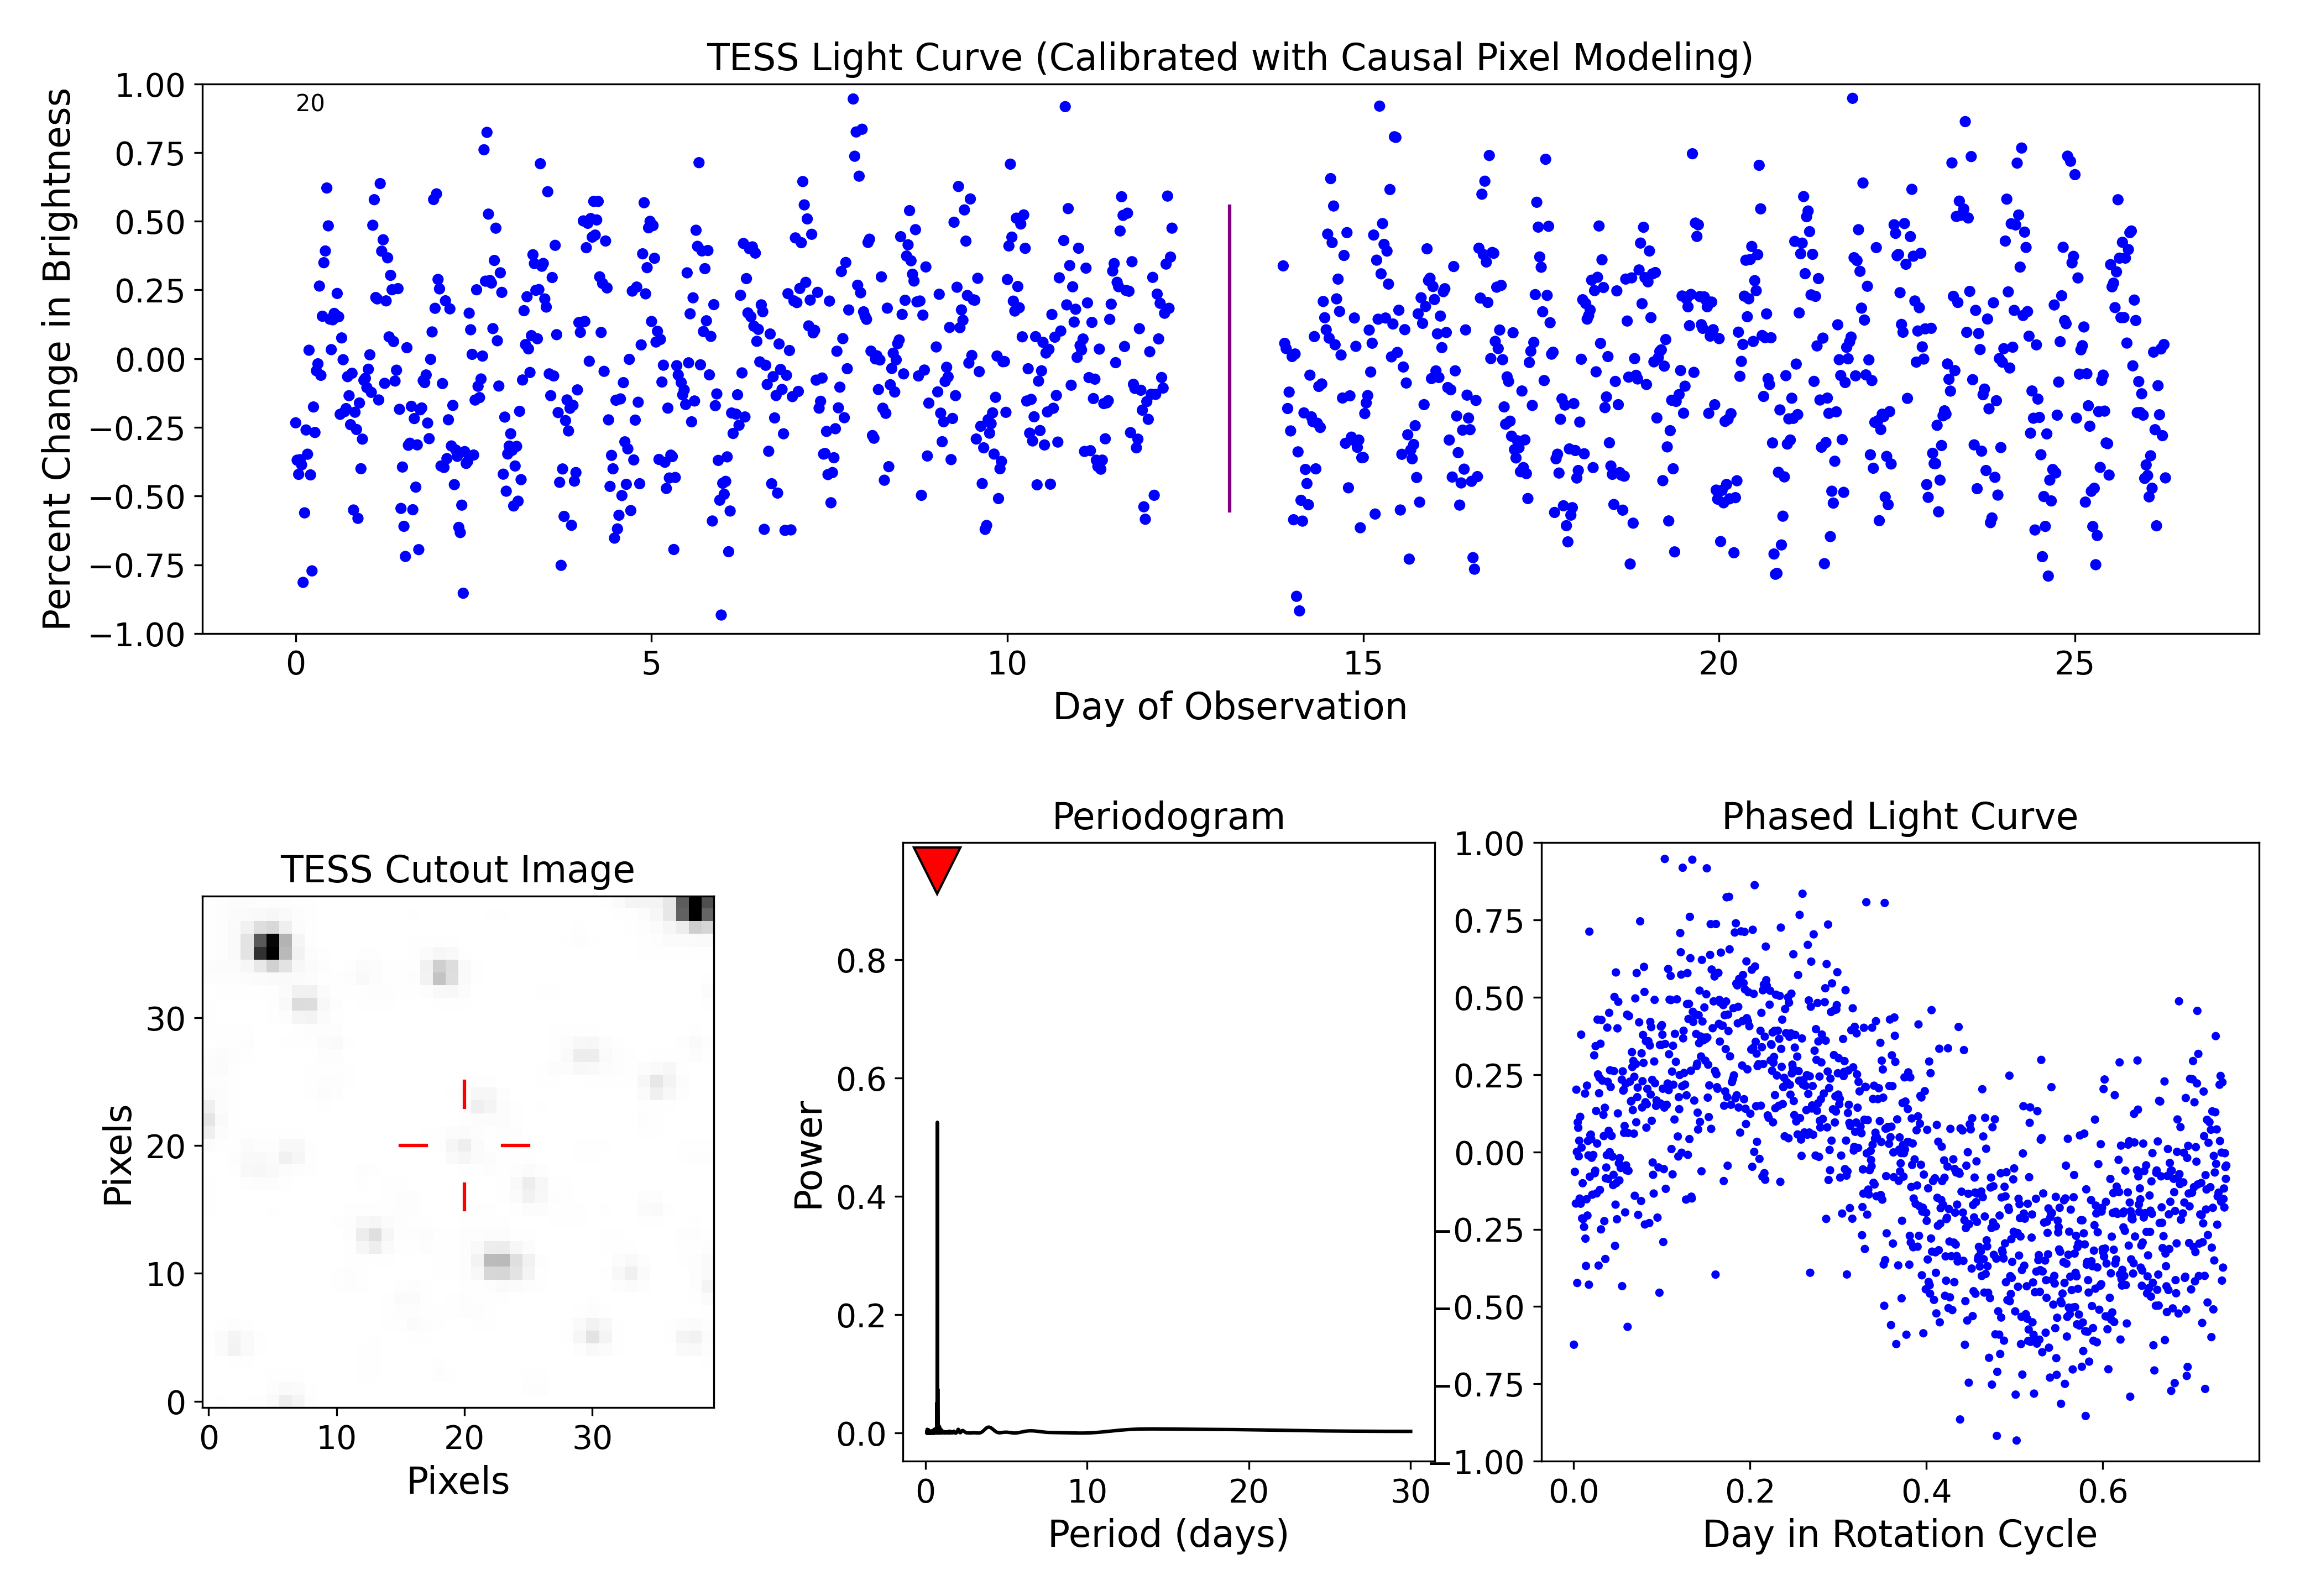 TESS Light Curve (Calibrated with Causal Pixel Modeling)
Percent Change in Brightness
1.00
0.75
0.50
0.25
0.00
−0.25
−0.50
−0.75
−1.00
20
0 5 10 15 20 25
Day of Observation
TESS Cutout Image
Pixels
30
20
10
0
0 10 20 30
Pixels
Periodogram
Power
0.8
0.6
0.4
0.2
0.0
0 10 20 30
Period (days)
Phased Light Curve
1.00
0.75
0.50
0.25
0.00
−0.25
−0.50
−0.75
−1.00
0.0 0.2 0.4 0.6
Day in Rotation Cycle